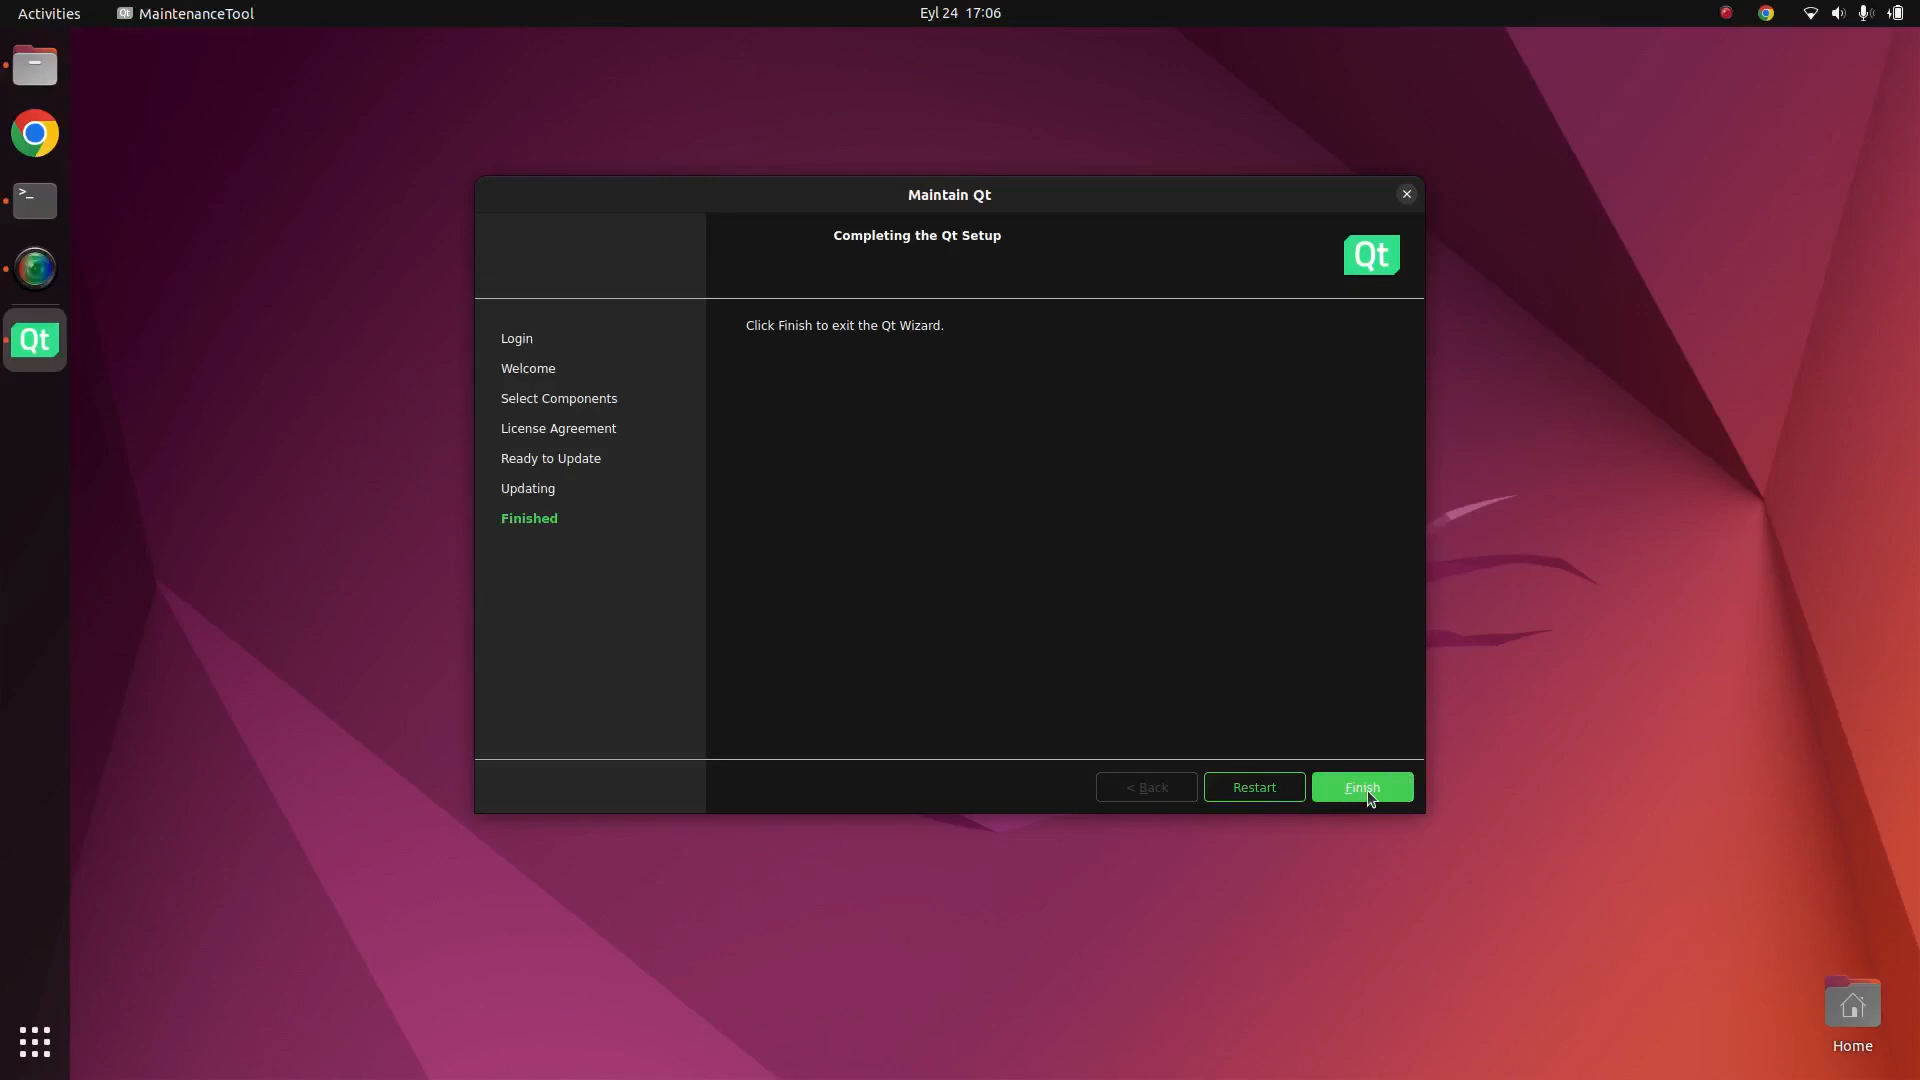 Activities
Qt MaintenanceTool
Eyl 24 17:06
>_
Qt
Maintain Qt
Completing the Qt Setup
Qt
Login
Welcome
Select Components
License Agreement
Ready to Update
Updating
Finished
Click Finish to exit the Qt Wizard.
< Back
Restart
Finish
Home